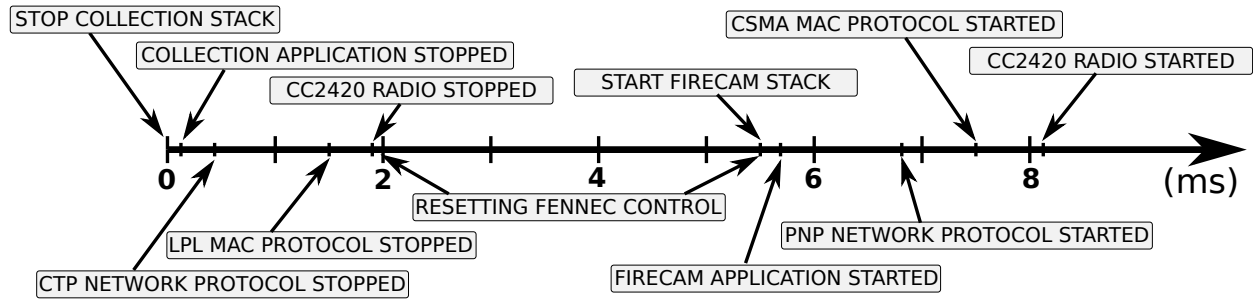 STOP COLLECTION STACK
COLLECTION APPLICATION STOPPED
CC2420 RADIO STOPPED
START FIRECAM STACK
CSMA MAC PROTOCOL STARTED
CC2420 RADIO STARTED
0 2 4 6 8 (ms)
RESETTING FENNEC CONTROL
LPL MAC PROTOCOL STOPPED
CTP NETWORK PROTOCOL STOPPED
PNP NETWORK PROTOCOL STARTED
FIRECAM APPLICATION STARTED